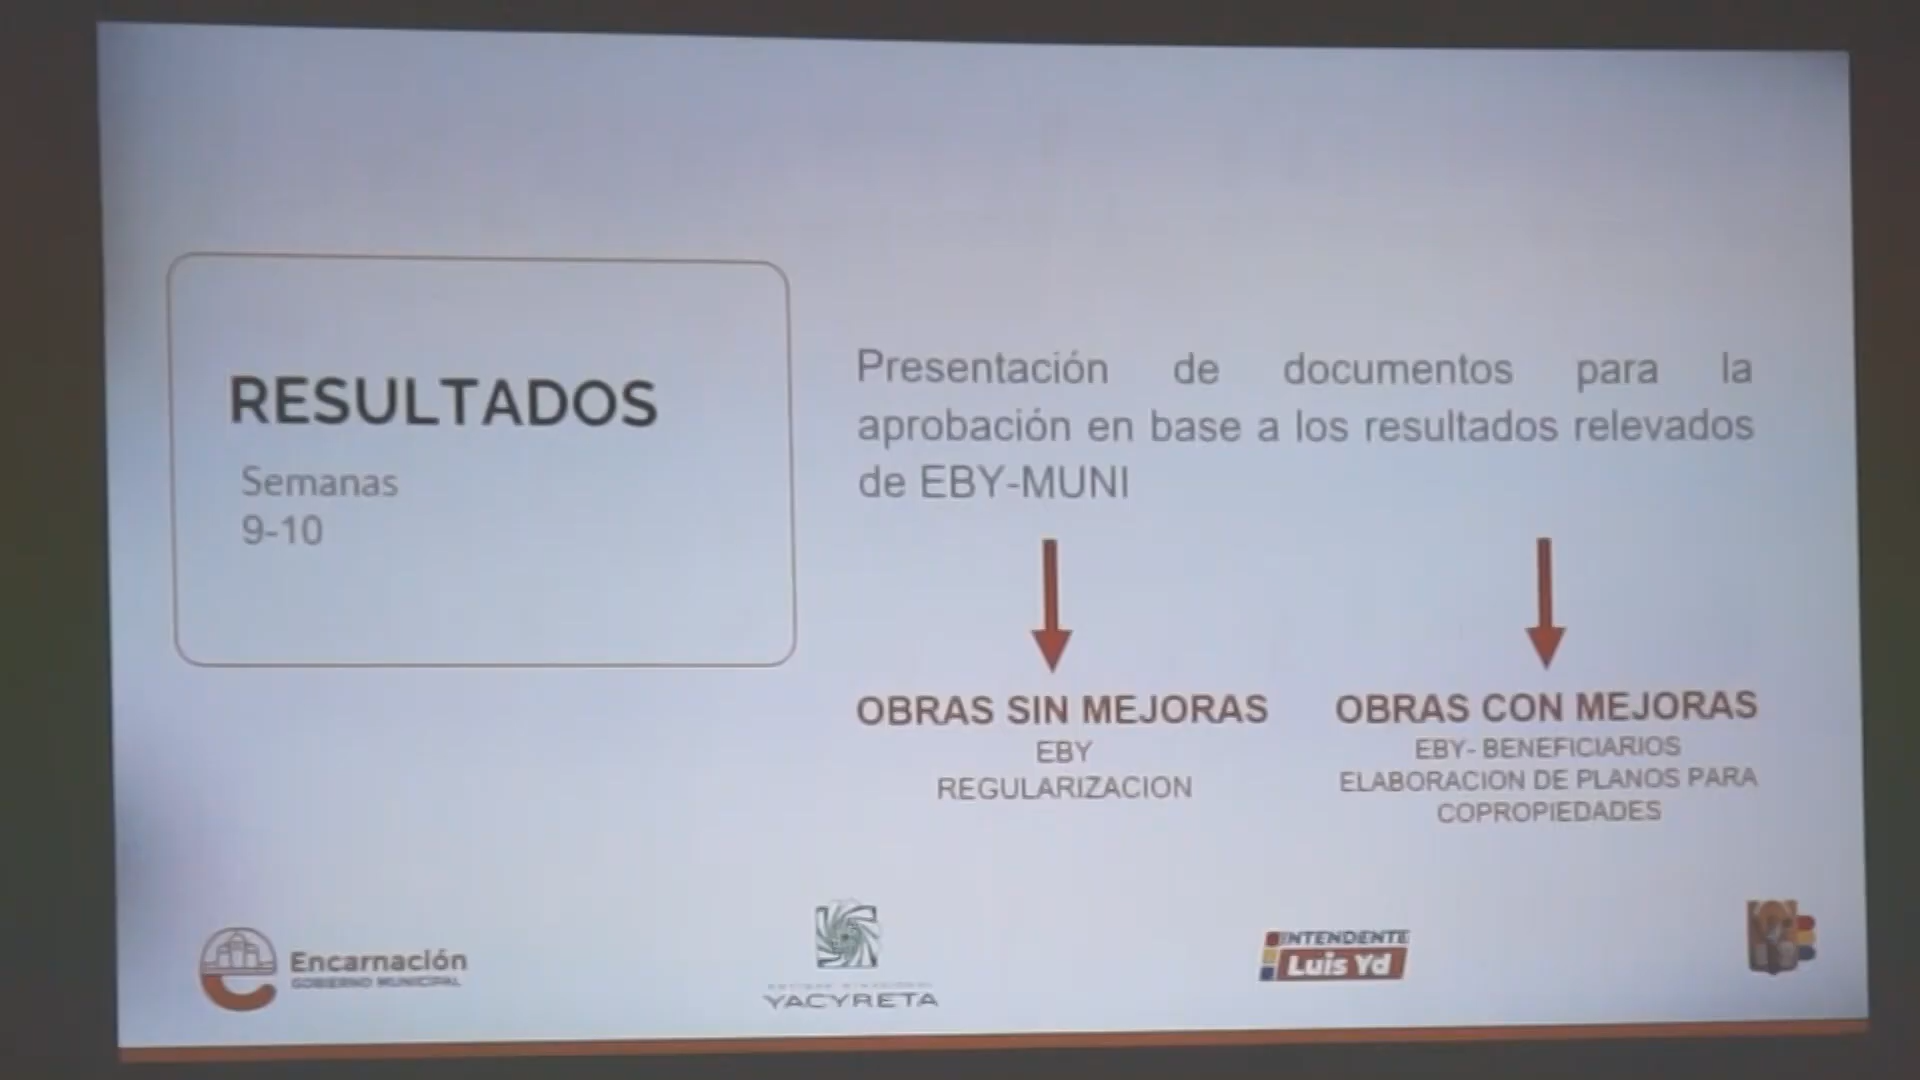 RESULTADOS
Semanas
9-10
Presentación de documentos para la
aprobación en base a los resultados relevados
de EBY-MUNI
OBRAS SIN MEJORAS
EBY
REGULARIZACION
OBRAS CON MEJORAS
EBY- BENEFICIARIOS
ELABORACION DE PLANOS PARA
COPROPIEDADES
Encarnación
GOBIERNO MUNICIPAL
YACYRETA
INTENDENTE
Luis Yd